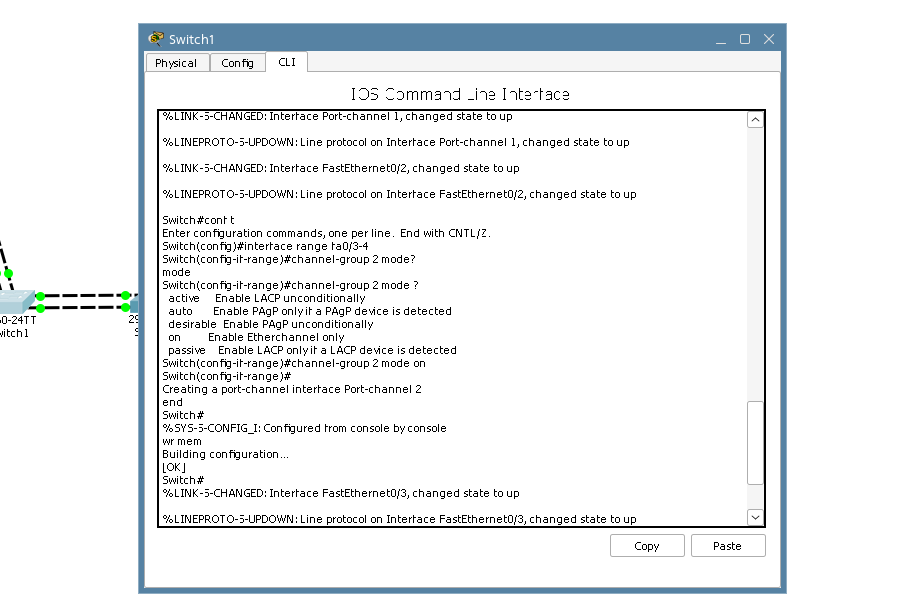 Switch1
Physical
Config
CLI
IOS Command Line Interface
%LINK-5-CHANGED: Interface Port-channel 1, changed state to up
%LINEPROTO-5-UPDOWN: Line protocol on Interface Port-channel 1, changed state to up
%LINK-5-CHANGED: Interface FastEthernet0/2, changed state to up
%LINEPROTO-5-UPDOWN: Line protocol on Interface FastEthernet0/2, changed state to up
Switch#conf t
Enter configuration commands, one per line. End with CNTL/Z.
Switch(config)#interface range fa0/3-4
Switch(config-if-range)#channel-group 2 mode?
mode
Switch(config-if-range)#channel-group 2 mode ?
active Enable LACP unconditionally
auto Enable PAgP only if a PAgP device is detected
desirable Enable PAgP unconditionally
on Enable Etherchannel only
passive Enable LACP only if a LACP device is detected
Switch(config-if-range)#channel-group 2 mode on
Switch(config-if-range)#
Creating a port-channel interface Port-channel 2
end
Switch#
%SYS-5-CONFIG_I: Configured from console by console
wr mem
Building configuration...
[OK]
Switch#
%LINK-5-CHANGED: Interface FastEthernet0/3, changed state to up
%LINEPROTO-5-UPDOWN: Line protocol on Interface FastEthernet0/3, changed state to up
Copy
Paste
0-24TT
witch1
29